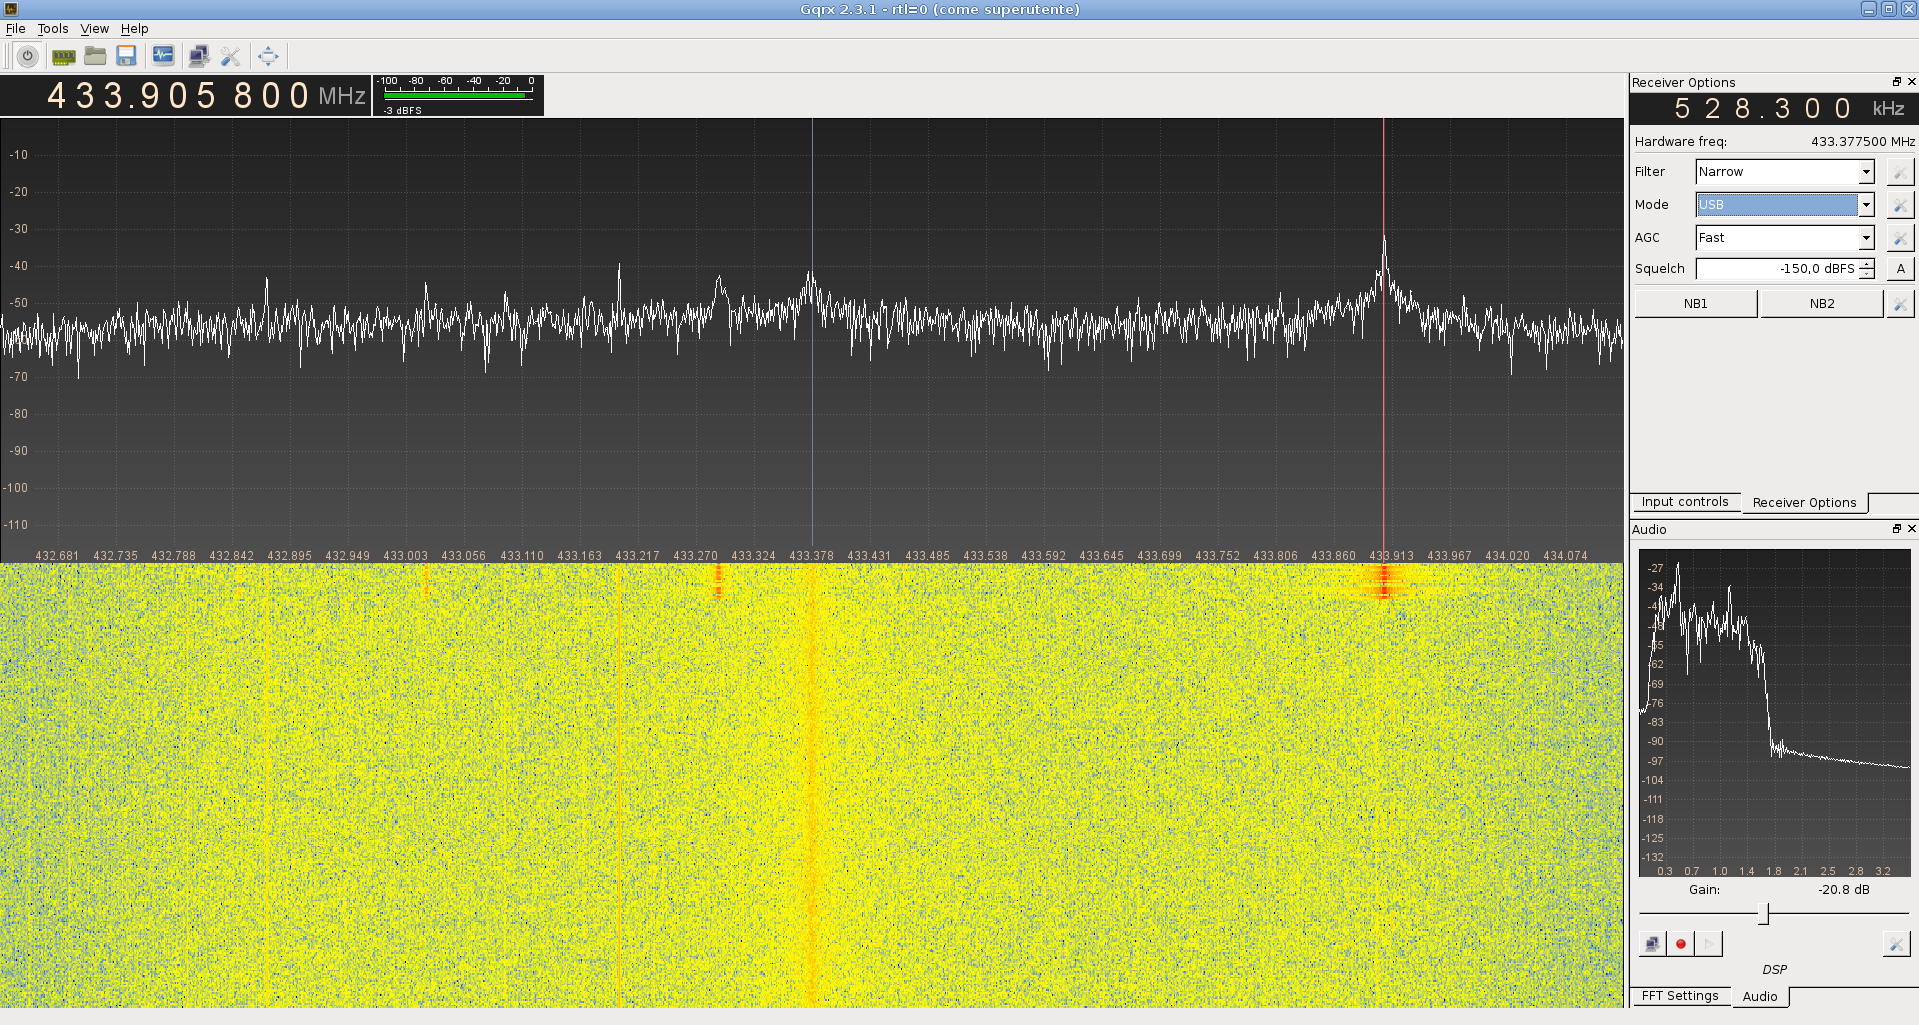 Gqrx 2.3.1 - rtl=0 (come superutente)
File Tools View Help
433.905 800 MHz
-100 -80 -60 -40 -20 0
-3 dBFS
-10
-20
-30
-40
-50
-70
-80
-90
-100
-110
432.681 432.735 432.788 432.842 432.895 432.949 433.003 433.056 433.110 433.163 433.217 433.270 433.324 433.378 433.431 433.485 433.538 433.592 433.645 433.699 433.752 433.806 433.860 433.913 433.967 434.020 434.074
Receiver Options
528.300 kHz
Hardware freq: 433.377500 MHz
Filter Narrow
Mode USB
AGC Fast
Squelch -150,0 dBFS A
NB1 NB2
Input controls Receiver Options
Audio
-27
-34
-48
-55
-62
-69
-76
-83
-90
-97
-104
-111
-118
-125
-132
0.3 0.7 1.0 1.4 1.8 2.1 2.5 2.8 3.2
Gain: -20.8 dB
DSP
FFT Settings Audio